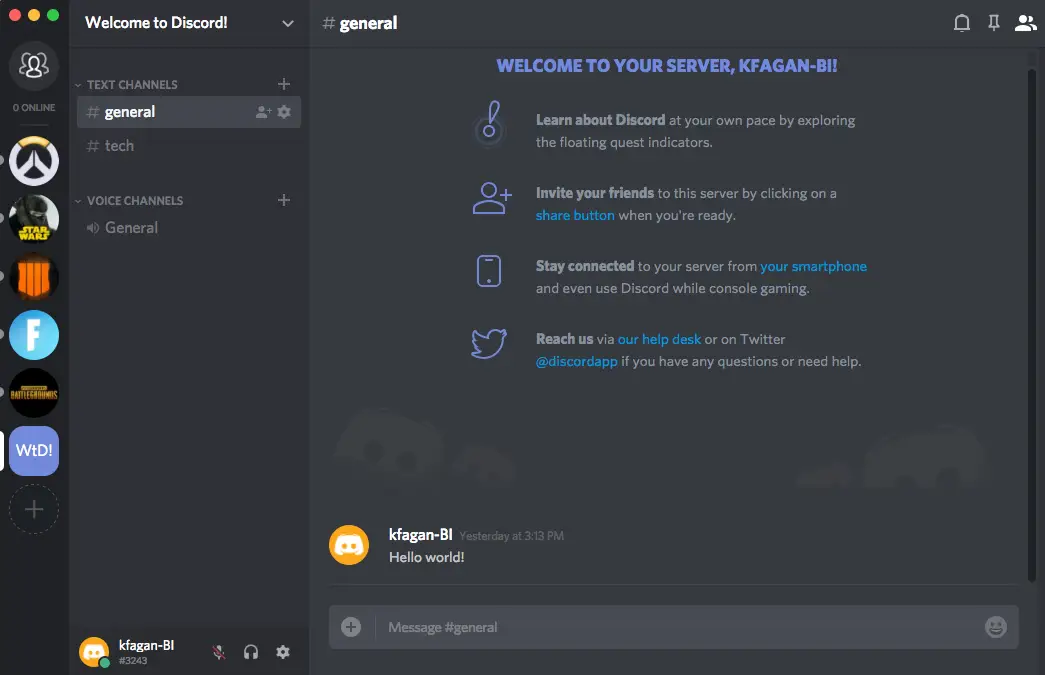 Welcome to Discord!
# general
0 ONLINE
TEXT CHANNELS
# general
# tech
VOICE CHANNELS
General
STAR
WARS
IIII
F
BATTLEGROUNDS
WtD!
WELCOME TO YOUR SERVER, KFAGAN-BI!
Learn about Discord at your own pace by exploring
the floating quest indicators.
Invite your friends to this server by clicking on a
share button when you're ready.
Stay connected to your server from your smartphone
and even use Discord while console gaming.
Reach us via our help desk or on Twitter
@discordapp if you have any questions or need help.
kfagan-BI Yesterday at 3:13 PM
Hello world!
Message #general
kfagan-BI
#3243